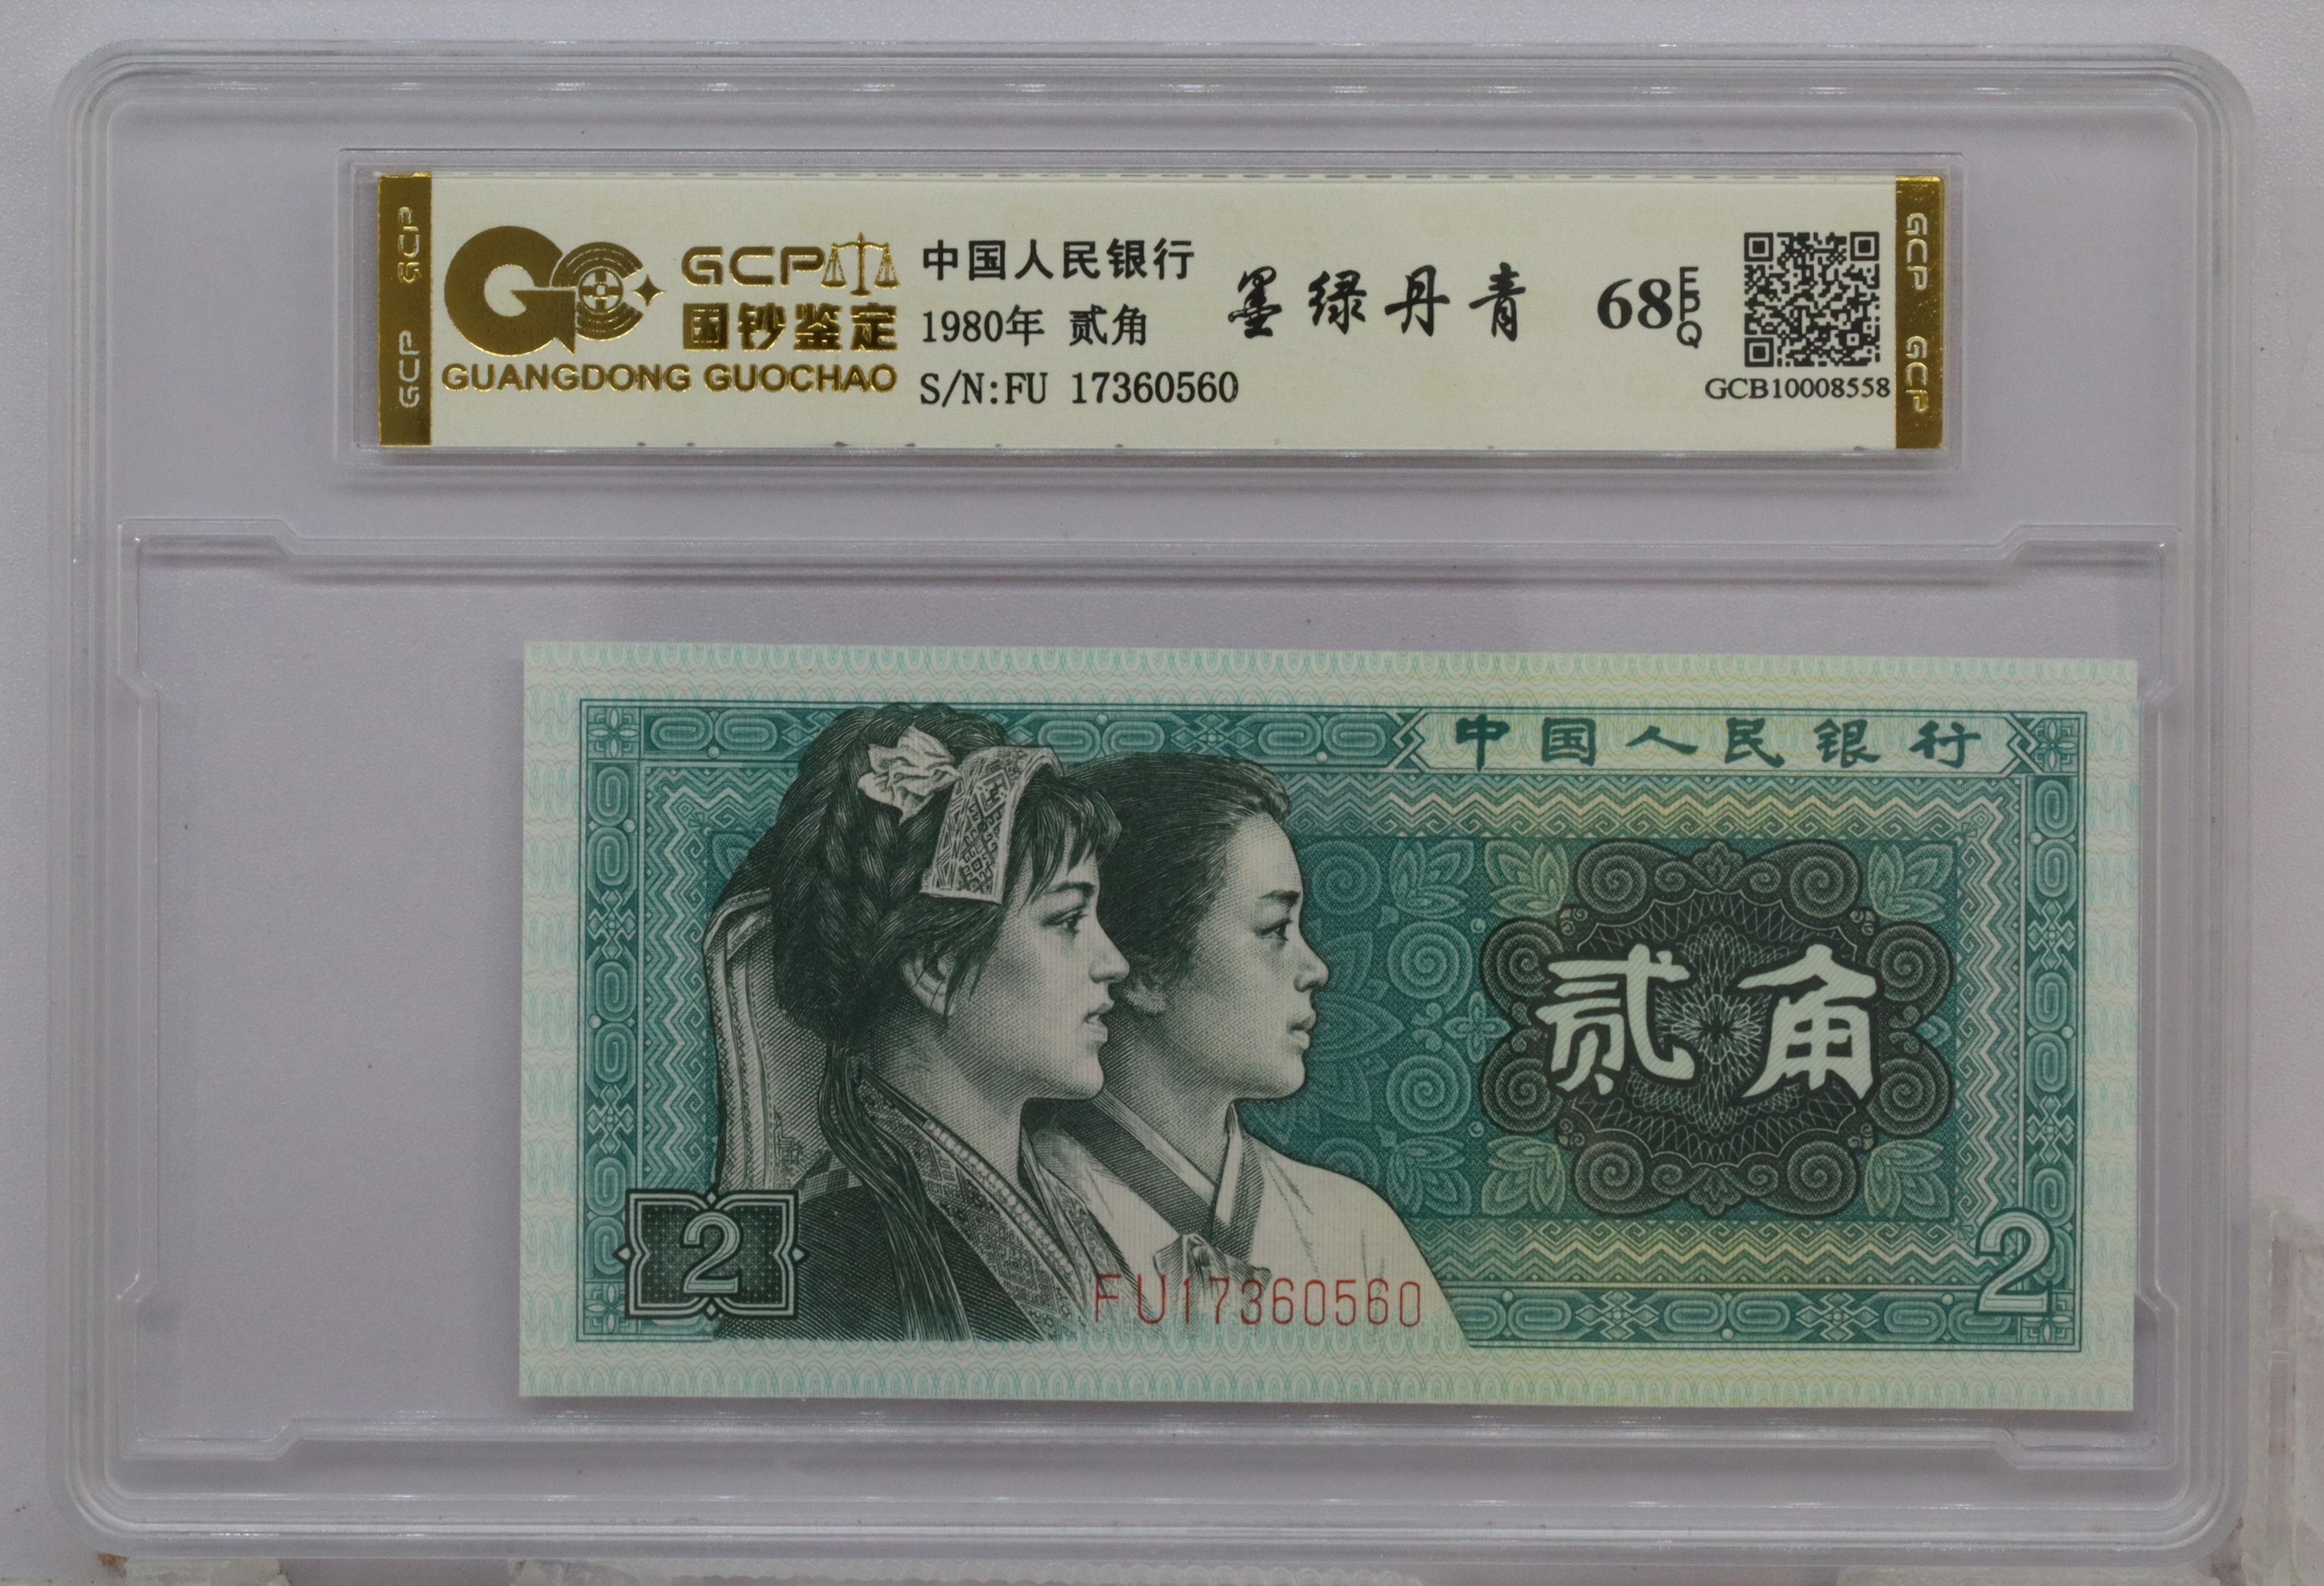 GCP GCP
GCP
国钞鉴定
GUANGDONG GUOCHAO
中国人民银行
1980年 贰角
S/N:FU 17360560
墨绿丹青
68 EPQ
GCB10008558
GCP GCP
中国人民银行
贰角
2
FU17360560
2